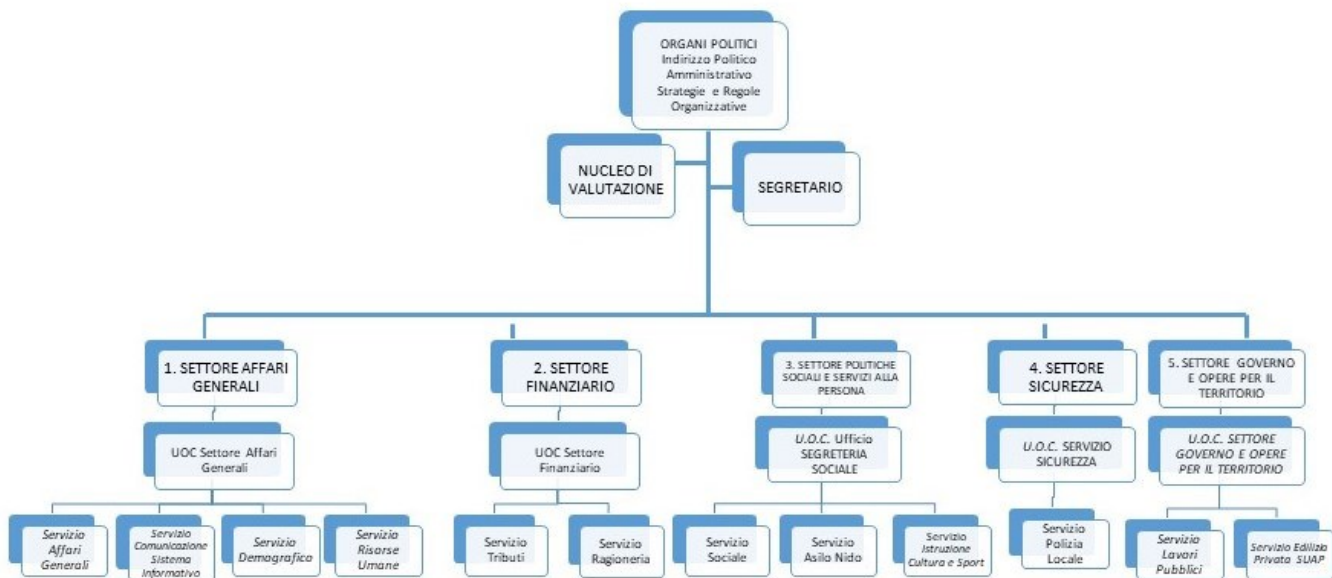 ORGANI POLITICI
Indirizzo Politico
Amministrativo
Strategie e Regole
Organizzative
NUCLEO DI
VALUTAZIONE
SEGRETARIO
1. SETTORE AFFARI
GENERALI
2. SETTORE
FINANZIARIO
3. SETTORE POLITICHE
SOCIALI E SERVIZI ALLA
PERSONA
4. SETTORE
SICUREZZA
5. SETTORE GOVERNO
E OPERE PER IL
TERRITORIO
UOC Settore Affari
Generali
UOC Settore
Finanziario
U.O.C. Ufficio
SEGRETERIA
SOCIALE
U.O.C. SERVIZIO
SICUREZZA
U.O.C. SETTORE
GOVERNO E OPERE
PER IL TERRITORIO
Servizio
Affari
Generali
Servizio
Comunicazione
Sistema
Informativo
Servizio
Demografico
Servizio
Risorse
Umane
Servizio
Tributi
Servizio
Ragioneria
Servizio
Sociale
Servizio
Asilo Nido
Servizio
Istruzione
Cultura e Sport
Servizio
Polizia
Locale
Servizio
Lavori
Pubblici
Servizio Edilizia
Privata SUAP